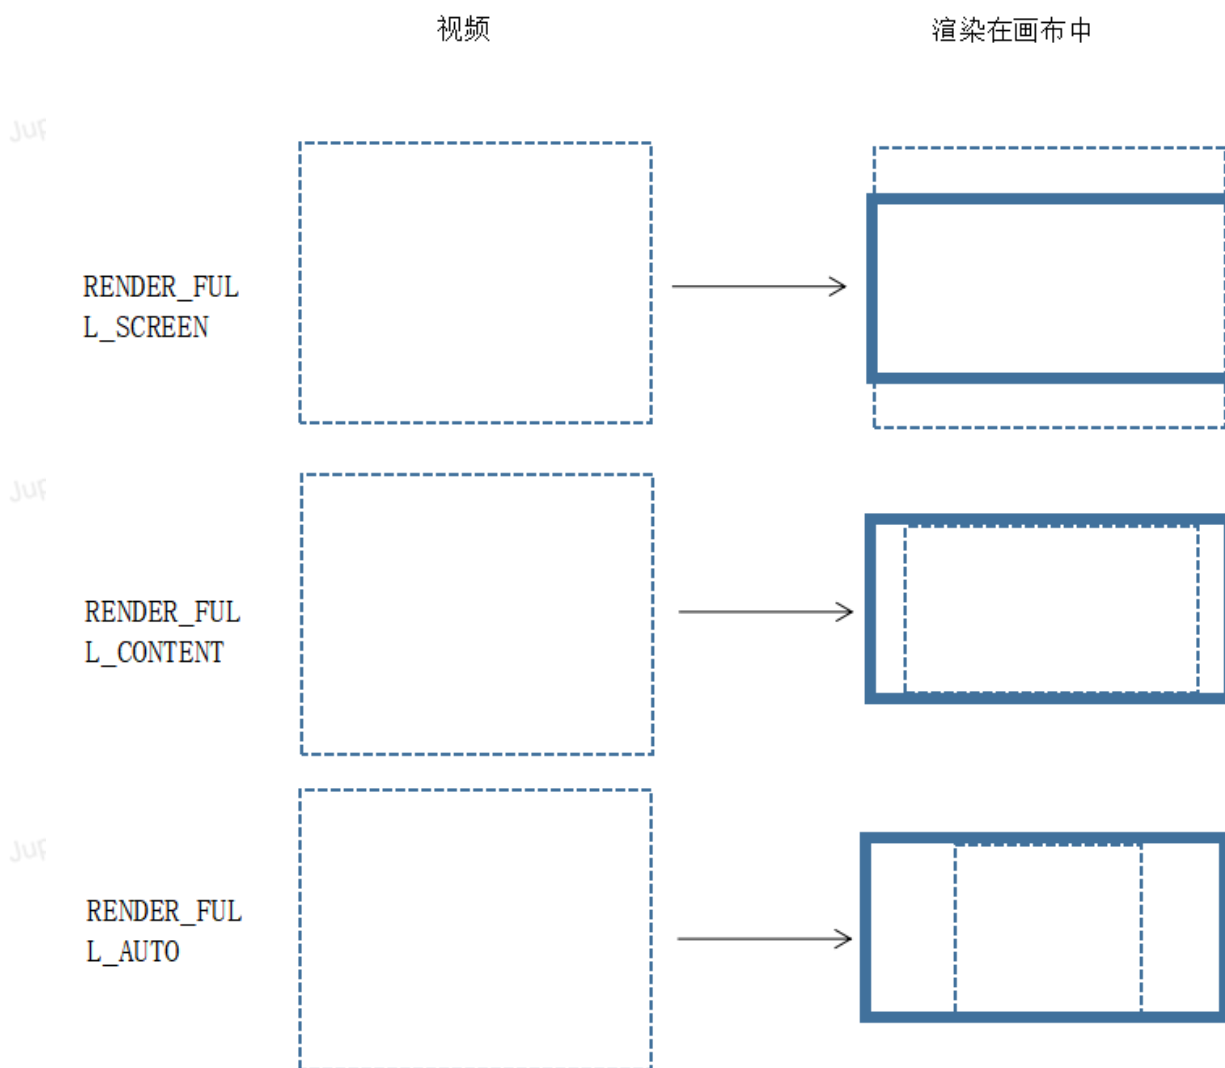 视频
渲染在画布中
RENDER_FUL
L_SCREEN
RENDER_FUL
L_CONTENT
RENDER_FUL
L_AUTO